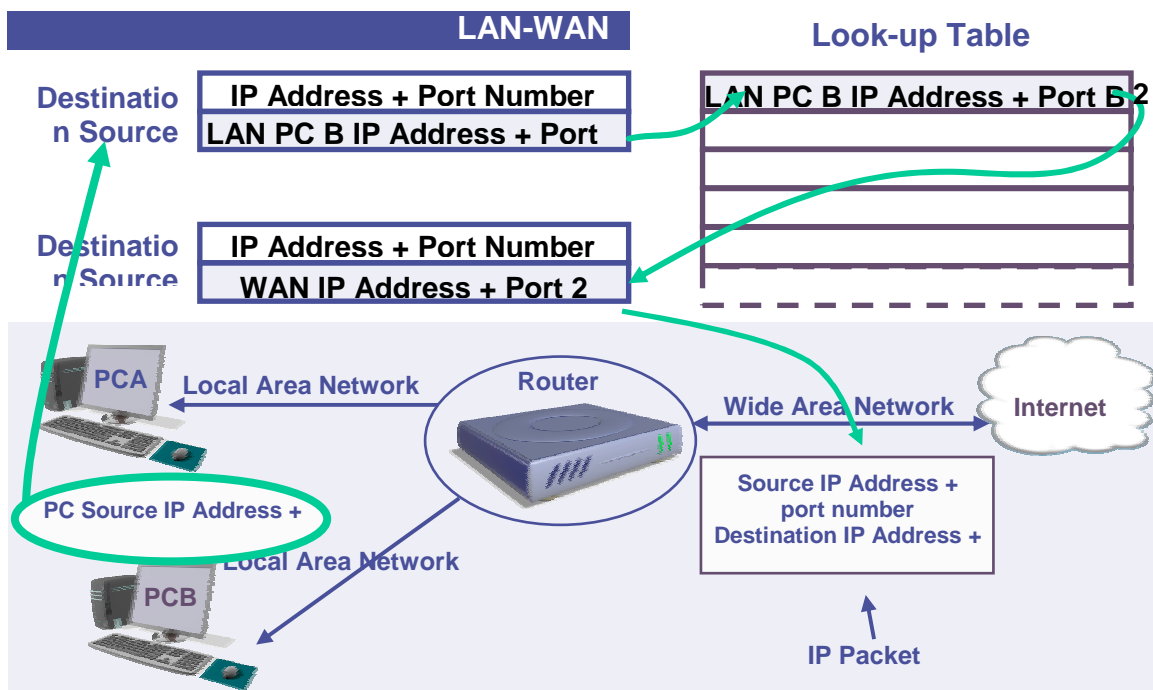 LAN-WAN
Look-up Table
Destinatio
n Source
IP Address + Port Number
LAN PC B IP Address + Port
LAN PC B IP Address + Port B 2
Destinatio
n Source
IP Address + Port Number
WAN IP Address + Port 2
PCA
Local Area Network
Router
Wide Area Network
Internet
PC Source IP Address +
Source IP Address +
port number
Destination IP Address +
Local Area Network
PCB
IP Packet